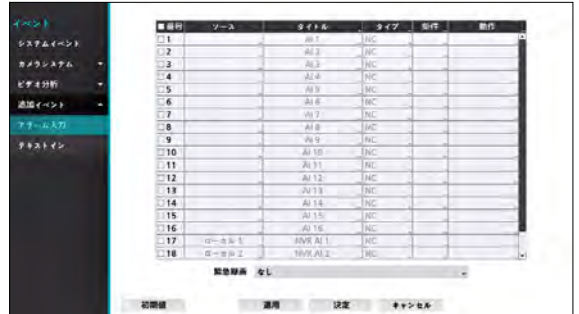 イベント
システムイベント
カメラシステム
ビデオ分析
追加イベント
アラーム入力
テキストイン
番号 ソース タイトル タイプ 条件 動作
1 AI 1 NC
2 AI 2 NC
3 AI 3 NC
4 AI 4 NC
5 AI 5 NC
6 AI 6 NC
7 AI 7 NC
8 AI 8 NC
9 AI 9 NC
10 AI 10 NC
11 AI 11 NC
12 AI 12 NC
13 AI 13 NC
14 AI 14 NC
15 AI 15 NC
16 AI 16 NC
17 ローカル 1 NVR AI 1 NC
18 ローカル 2 NVR AI 2 NC
緊急録画 なし
初期値 適用 決定 キャンセル